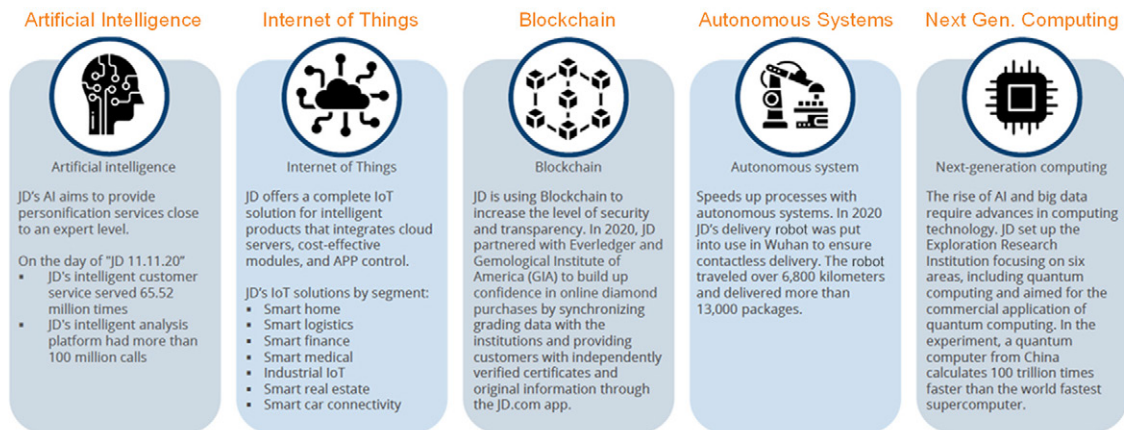 Artificial Intelligence
Internet of Things
Blockchain
Autonomous Systems
Next Gen. Computing
Artificial intelligence
JD's AI aims to provide
personification services close
to an expert level.
On the day of "JD 11.11.20"
▪ JD's intelligent customer
service served 65.52
million times
▪ JD's intelligent analysis
platform had more than
100 million calls
Internet of Things
JD offers a complete IoT
solution for intelligent
products that integrates cloud
servers, cost-effective
modules, and APP control.
JD's IoT solutions by segment:
▪ Smart home
▪ Smart logistics
▪ Smart finance
▪ Smart medical
▪ Industrial IoT
▪ Smart real estate
▪ Smart car connectivity
Blockchain
JD is using Blockchain to
increase the level of security
and transparency. In 2020, JD
partnered with Everledger and
Gemological Institute of
America (GIA) to build up
confidence in online diamond
purchases by synchronizing
grading data with the
institutions and providing
customers with independently
verified certificates and
original information through
the JD.com app.
Autonomous system
Speeds up processes with
autonomous systems. In 2020
JD's delivery robot was put
into use in Wuhan to ensure
contactless delivery. The robot
traveled over 6,800 kilometers
and delivered more than
13,000 packages.
Next-generation computing
The rise of AI and big data
require advances in computing
technology. JD set up the
Exploration Research
Institution focusing on six
areas, including quantum
computing and aimed for the
commercial application of
quantum computing. In the
experiment, a quantum
computer from China
calculates 100 trillion times
faster than the world fastest
supercomputer.